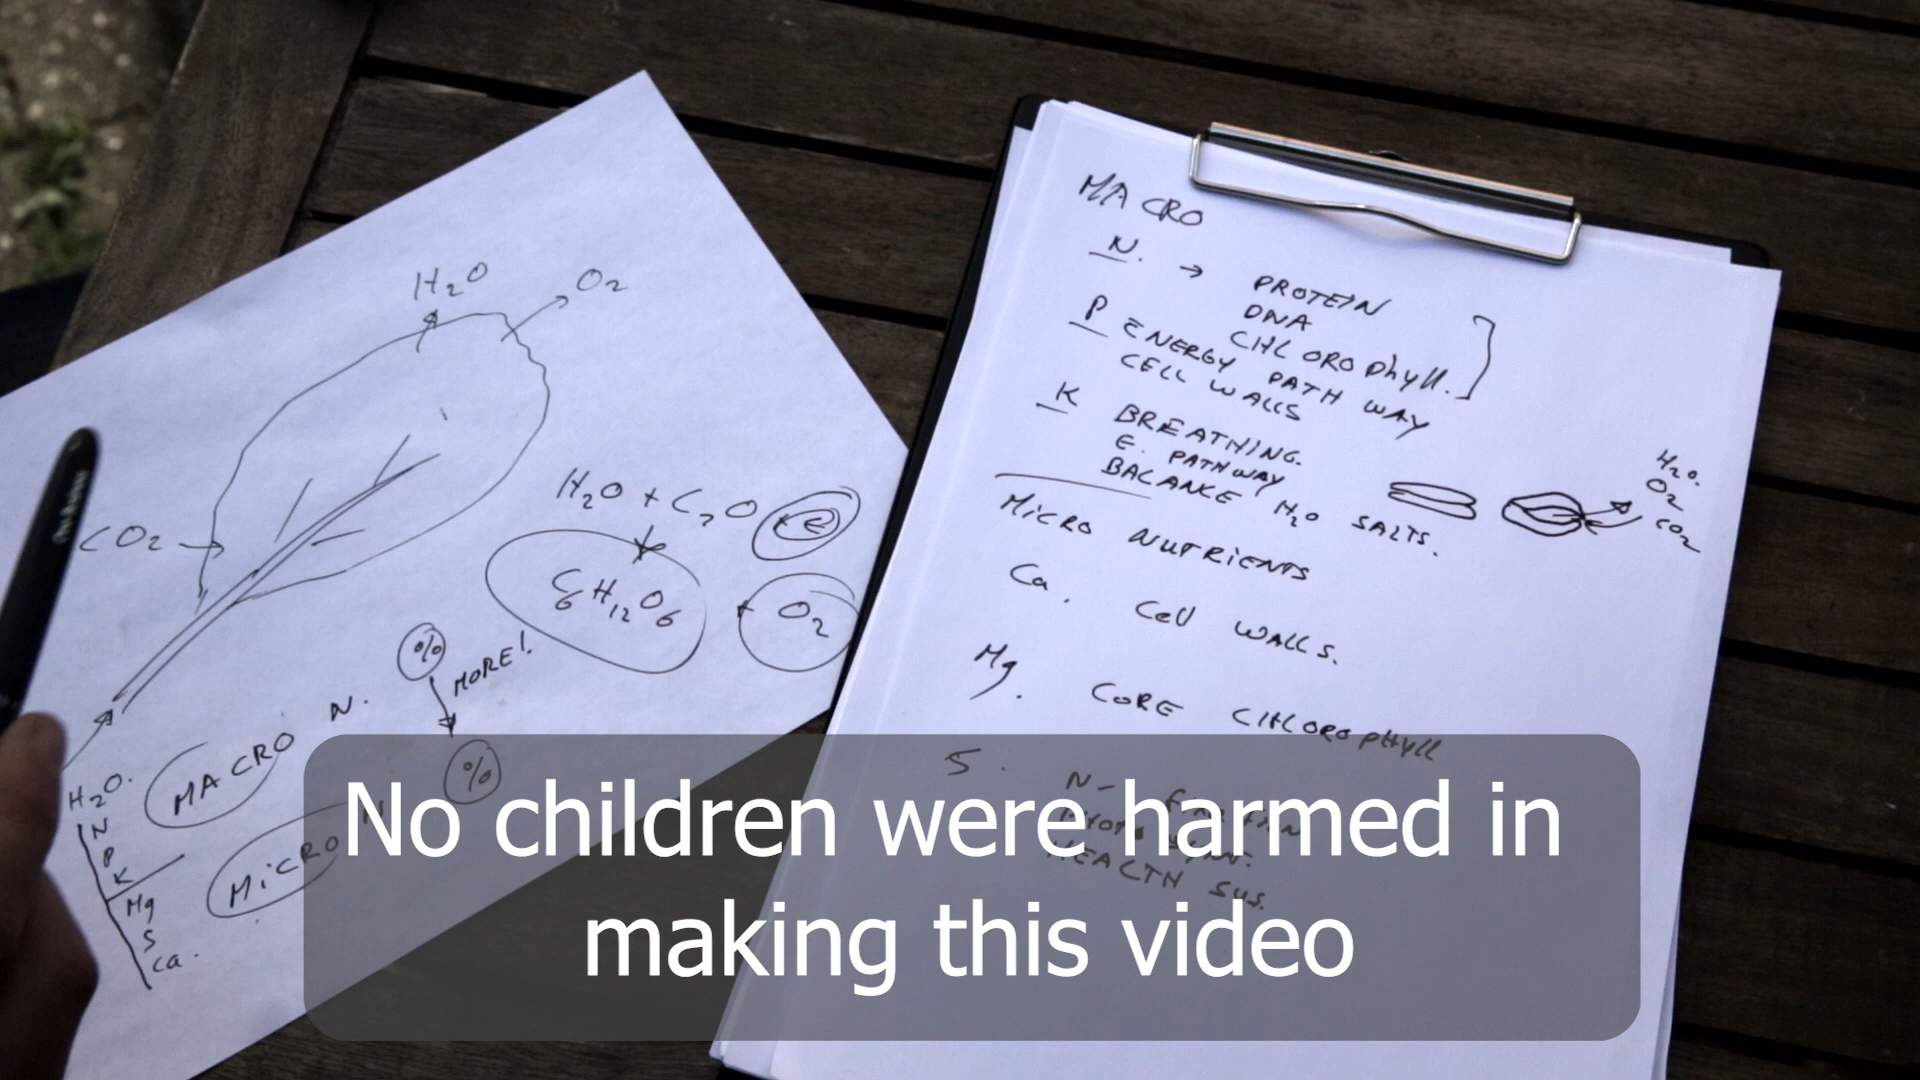 H2O
O2
CO2
H2O + C2O
C6H12O6 + O2
% MORE!
%
MACRO N.
MICRO N
H2O.
N
P
K
Mg
S
Ca.
MACRO
N. → PROTEIN
DNA
CHLOROPHYLL.
P ENERGY PATH WAY
CELL WALLS
K BREATHING.
E. PATHWAY
BALANCE H2O SALTS.
H2O.
O2
CO2
MICRO NUTRIENTS
Ca. Cell WALLS.
Mg. CORE CHLOROPHYLL
S. N-
HEALTH SUS.
No children were harmed in
making this video